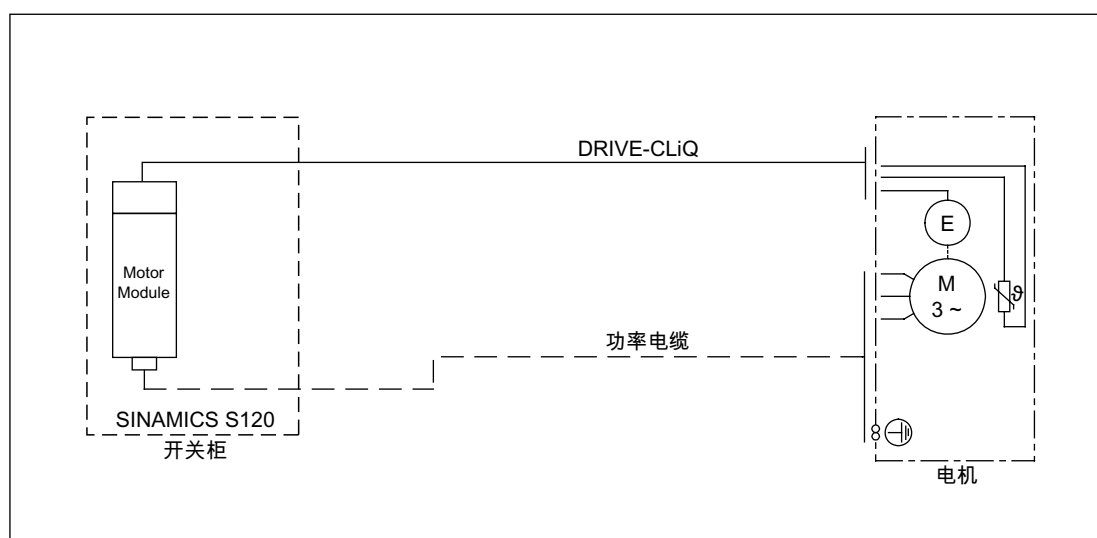 DRIVE-CLiQ
E
Motor
Module
M
3 ~
ϑ
功率电缆
SINAMICS S120
开关柜
电机